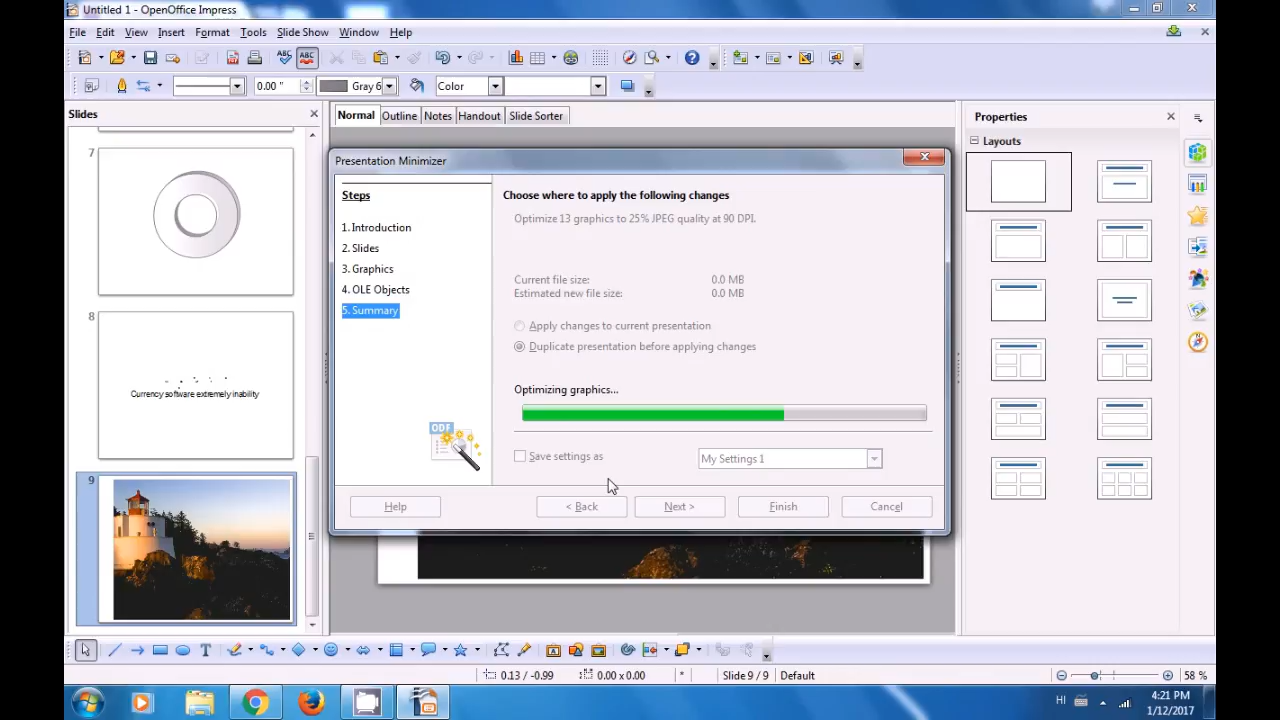 Untitled 1 - OpenOffice Impress
File Edit View Insert Format Tools Slide Show Window Help
0.00 " Gray 6 Color
Slides
Normal Outline Notes Handout Slide Sorter
Properties
Layouts
7
8
Currency software extremely inability
9
Presentation Minimizer
Steps
1. Introduction
2. Slides
3. Graphics
4. OLE Objects
5. Summary
ODF
Choose where to apply the following changes
Optimize 13 graphics to 25% JPEG quality at 90 DPI.
Current file size: 0.0 MB
Estimated new file size: 0.0 MB
Apply changes to current presentation
Duplicate presentation before applying changes
Optimizing graphics...
Save settings as My Settings 1
Help < Back Next > Finish Cancel
0.13 / -0.99 0.00 x 0.00 * Slide 9 / 9 Default 58 %
HI 4:21 PM
1/12/2017